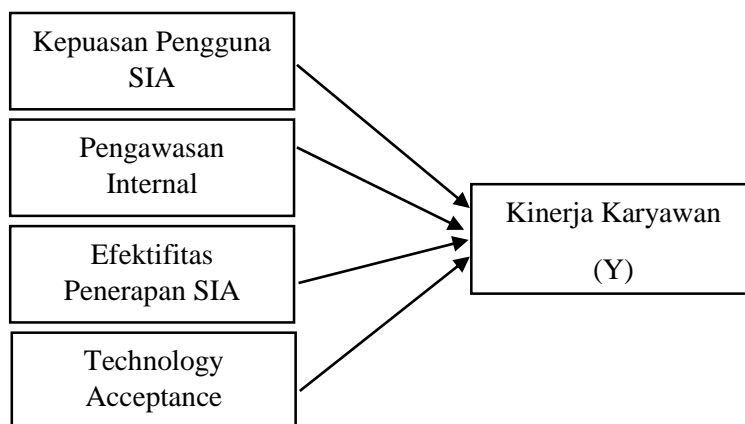 Kepuasan Pengguna
SIA
Pengawasan
Internal
Efektifitas
Penerapan SIA
Technology
Acceptance
Kinerja Karyawan
(Y)